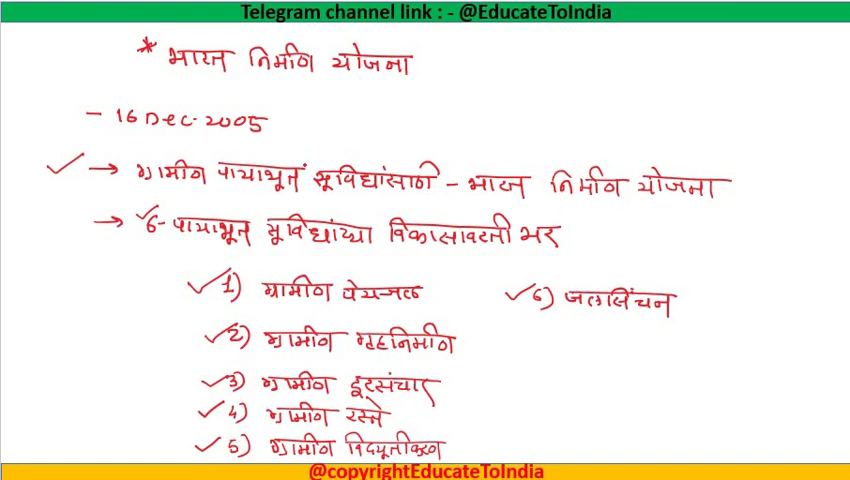 Telegram channel link : - @EducateToIndia
* भारत निर्माण योजना
- 16 Dec-2005
→ ग्रामीण पायाभूत सुविधांसाठी - भारत निर्माण योजना
→ 6- पायाभूत सुविधांच्या विकासावरती भर
1) ग्रामीण पेयजल
2) ग्रामीण गृहनिर्माण
3) ग्रामीण दूरसंचार
4) ग्रामीण रस्ते
5) ग्रामीण विद्युतीकरण
6) जलसिंचन
@copyrightEducateToIndia